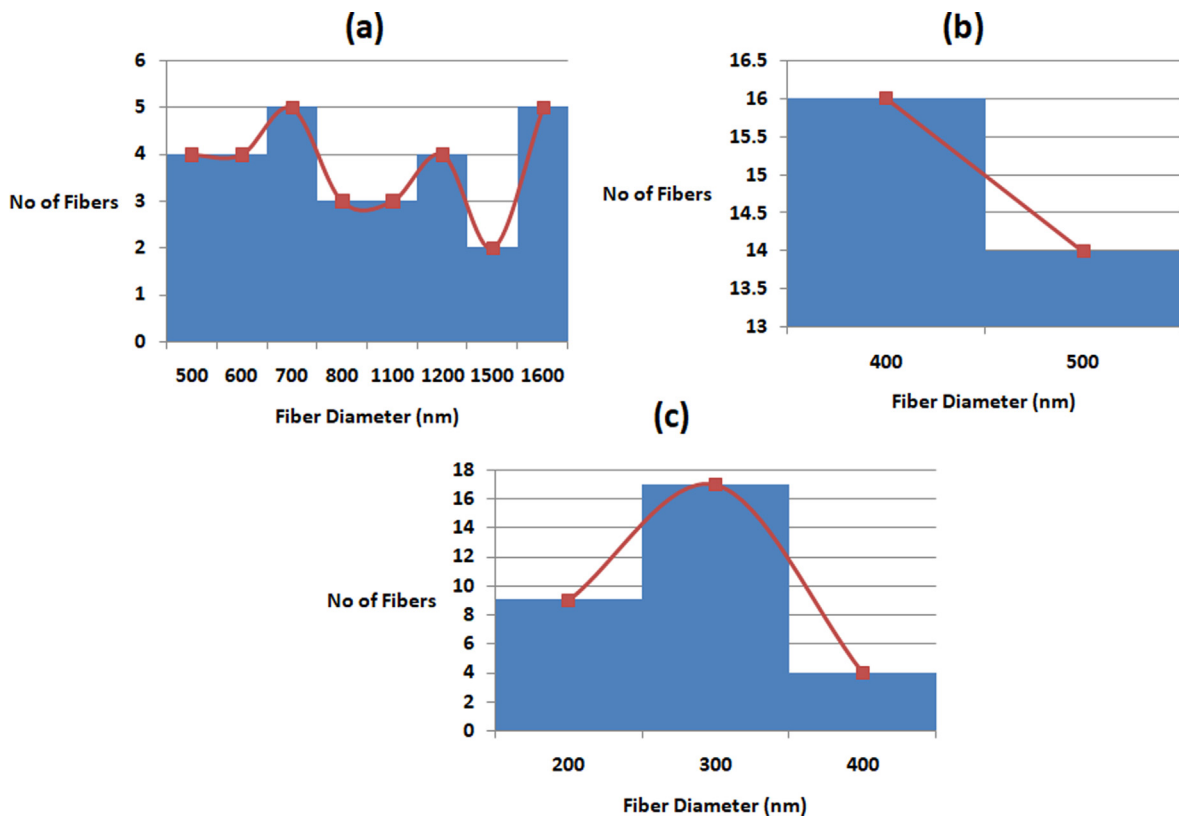 (a)
6
5
4
3
2
1
0
No of Fibers
500 600 700 800 1100 1200 1500 1600
Fiber Diameter (nm)
(b)
16.5
16
15.5
15
14.5
14
13.5
13
No of Fibers
400 500
Fiber Diameter (nm)
(c)
18
16
14
12
10
8
6
4
2
0
No of Fibers
200 300 400
Fiber Diameter (nm)